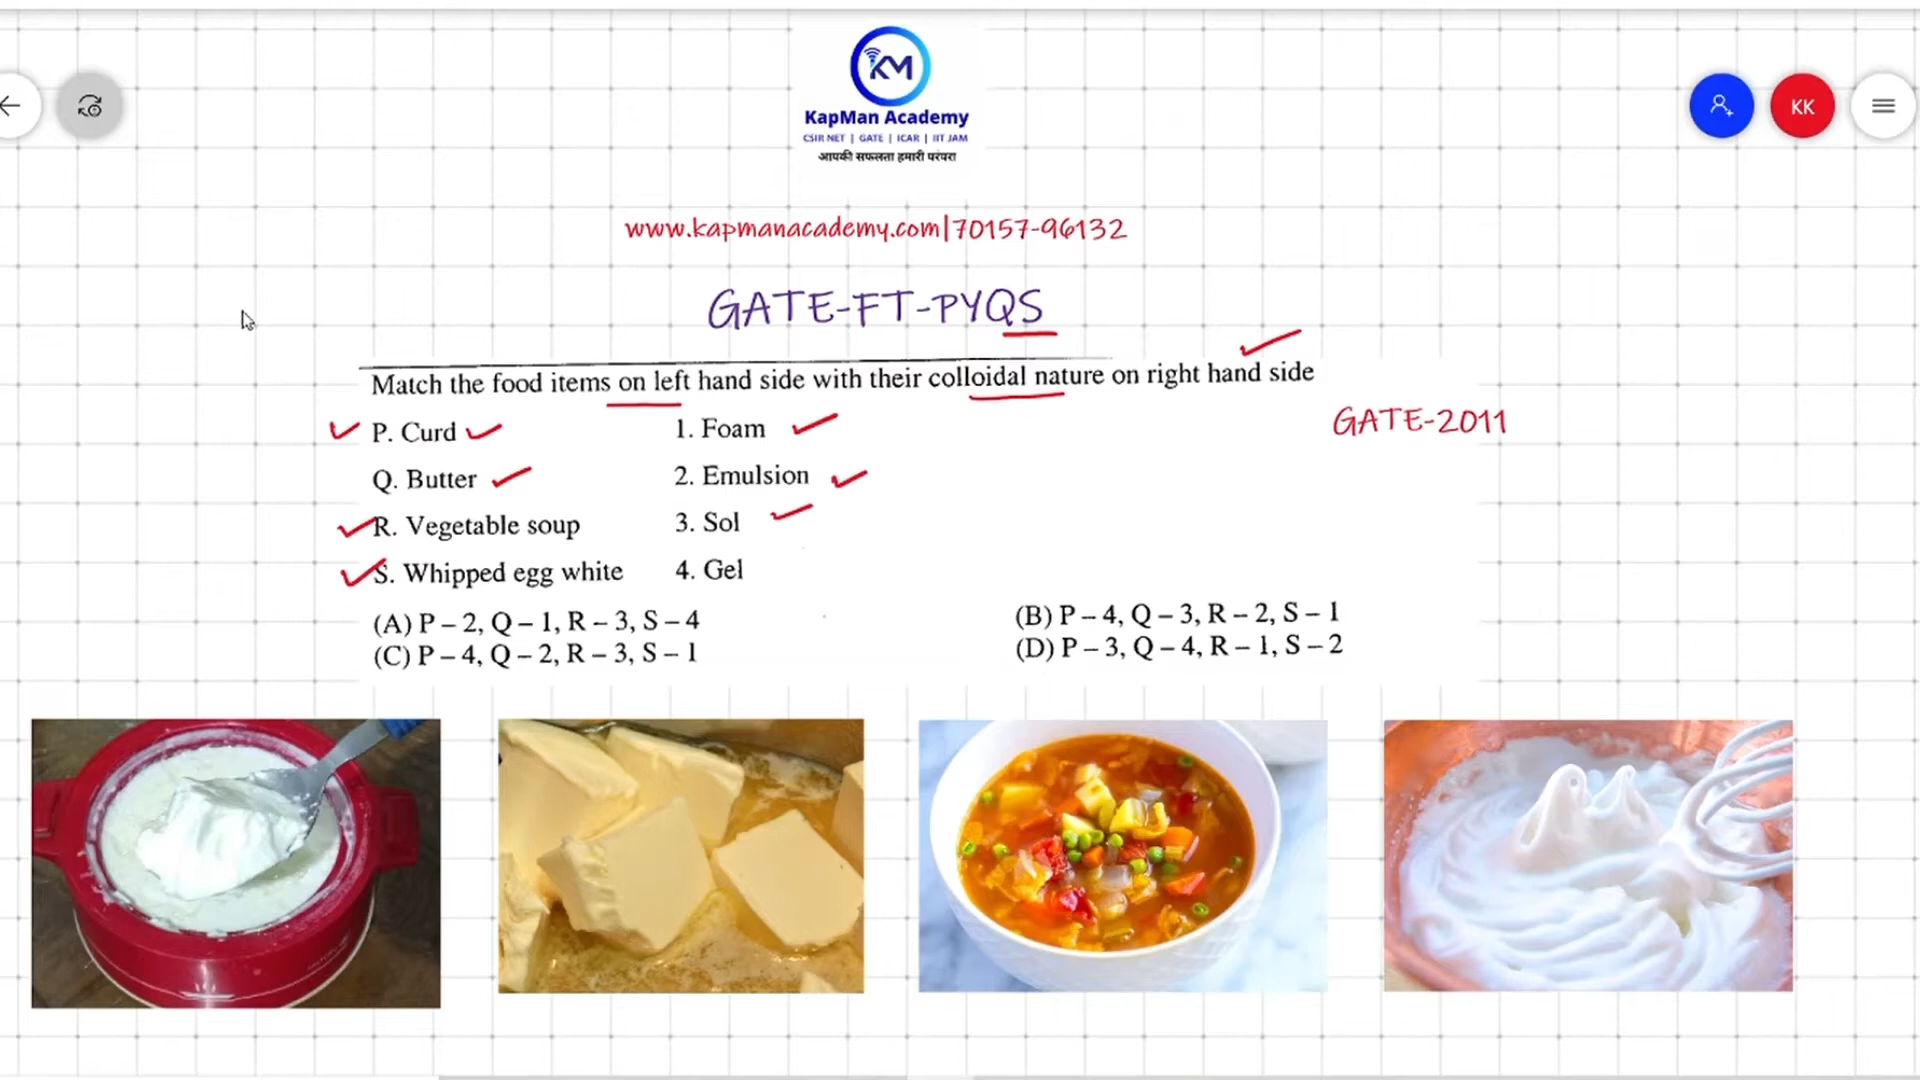 KM
KapMan Academy
CSIR NET | GATE | ICAR | IIT JAM
आपकी सफलता हमारी परंपरा
KK
www.kapmanacademy.com|70157-96132
GATE-FT-PYQS
Match the food items on left hand side with their colloidal nature on right hand side
GATE-2011
P. Curd 1. Foam
Q. Butter 2. Emulsion
R. Vegetable soup 3. Sol
S. Whipped egg white 4. Gel
(A) P – 2, Q – 1, R – 3, S – 4 (B) P – 4, Q – 3, R – 2, S – 1
(C) P – 4, Q – 2, R – 3, S – 1 (D) P – 3, Q – 4, R – 1, S – 2